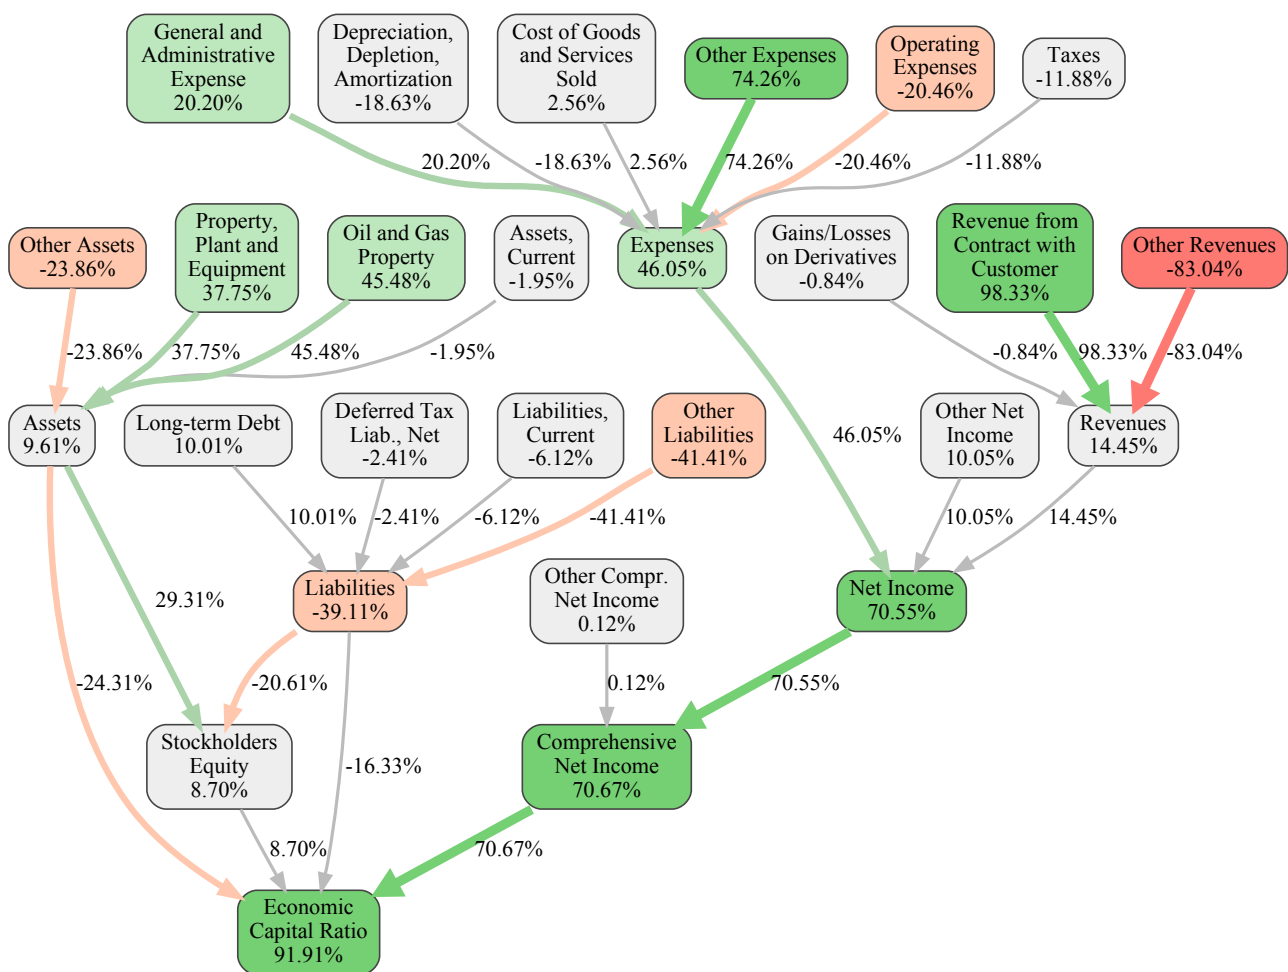 General and
Administrative
Expense
20.20%
Depreciation,
Depletion,
Amortization
-18.63%
Cost of Goods
and Services
Sold
2.56%
Other Expenses
74.26%
Operating
Expenses
-20.46%
Taxes
-11.88%
20.20%
-18.63%
2.56%
74.26%
-20.46%
-11.88%
Other Assets
-23.86%
Property,
Plant and
Equipment
37.75%
Oil and Gas
Property
45.48%
Assets,
Current
-1.95%
Expenses
46.05%
Gains/Losses
on Derivatives
-0.84%
Revenue from
Contract with
Customer
98.33%
Other Revenues
-83.04%
-23.86%
37.75%
45.48%
-1.95%
-0.84%
98.33%
-83.04%
Assets
9.61%
Long-term Debt
10.01%
Deferred Tax
Liab., Net
-2.41%
Liabilities,
Current
-6.12%
Other
Liabilities
-41.41%
46.05%
Other Net
Income
10.05%
Revenues
14.45%
10.01%
-2.41%
-6.12%
-41.41%
10.05%
14.45%
29.31%
Liabilities
-39.11%
Other Compr.
Net Income
0.12%
Net Income
70.55%
-24.31%
-20.61%
0.12%
70.55%
Stockholders
Equity
8.70%
-16.33%
Comprehensive
Net Income
70.67%
8.70%
70.67%
Economic
Capital Ratio
91.91%